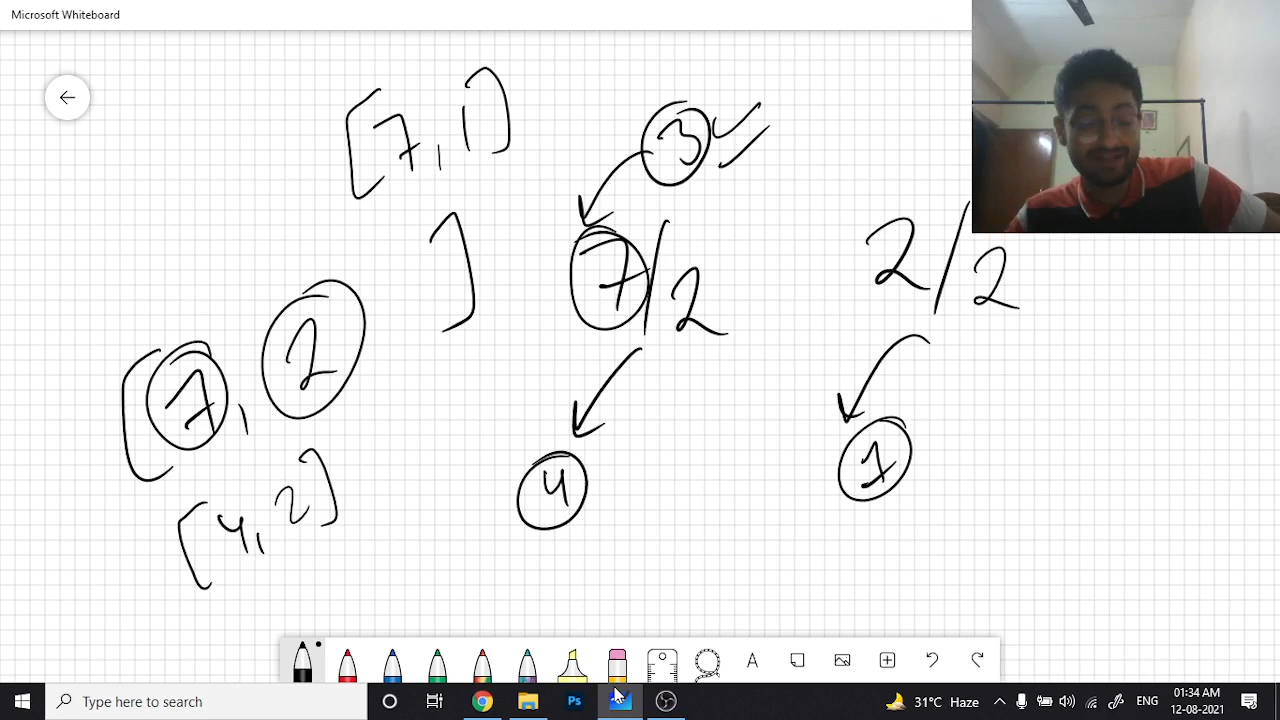 Microsoft Whiteboard
[7,1]
3
7/2
2/2
[7, 2 ]
4
1
[4,2]
A
Type here to search
Ps
31°C Haze
ENG
01:34 AM
12-08-2021